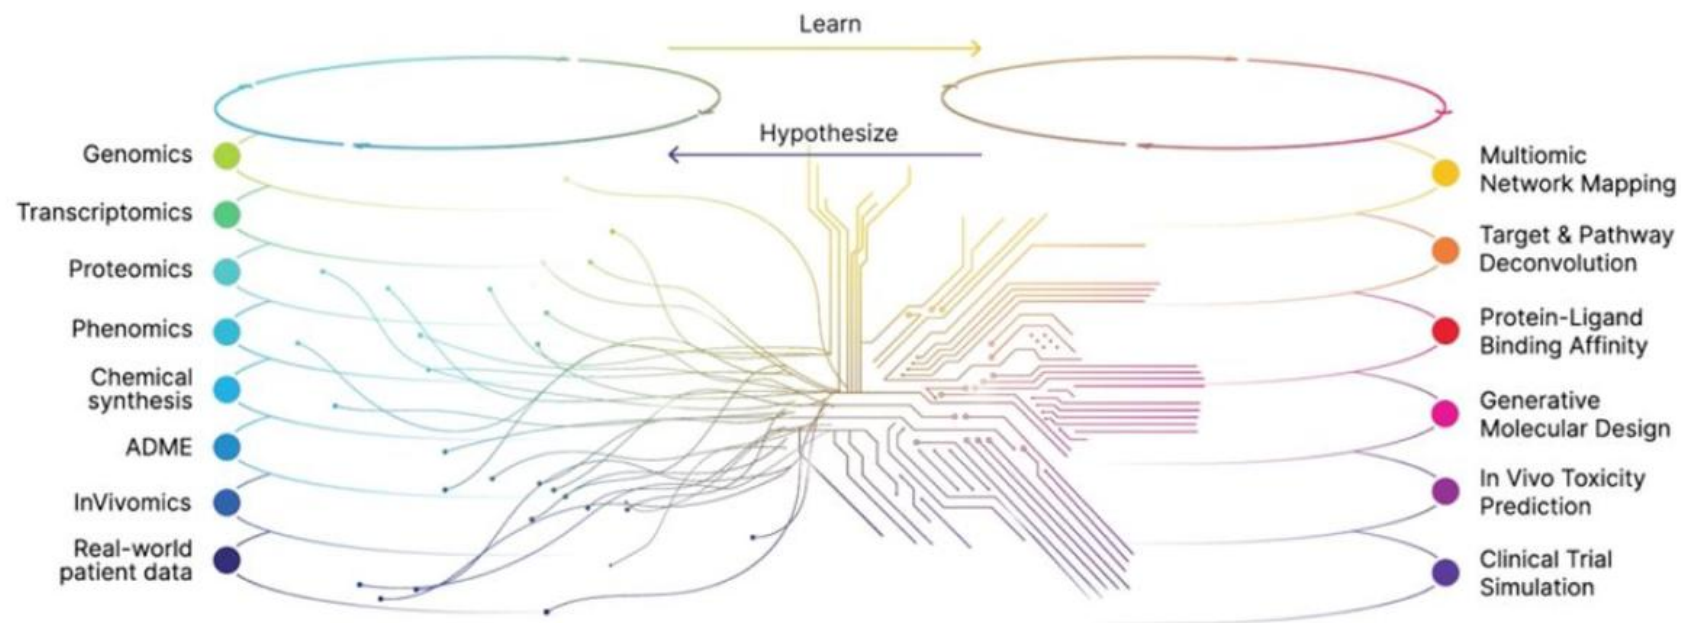 Learn
Hypothesize
Genomics
Transcriptomics
Proteomics
Phenomics
Chemical
synthesis
ADME
InVivomics
Real-world
patient data
Multiomic
Network Mapping
Target & Pathway
Deconvolution
Protein-Ligand
Binding Affinity
Generative
Molecular Design
In Vivo Toxicity
Prediction
Clinical Trial
Simulation